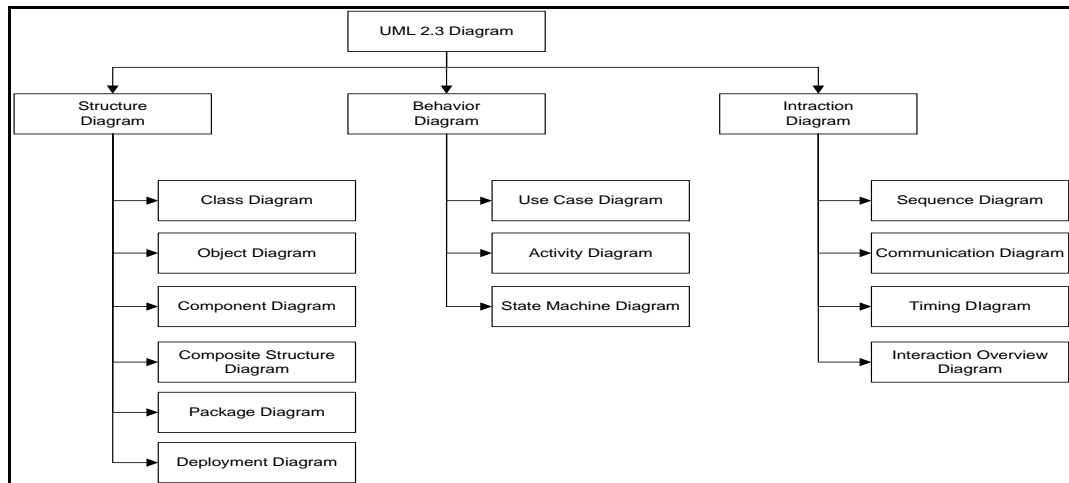 UML 2.3 Diagram
Structure
Diagram
Behavior
Diagram
Intraction
Diagram
Class Diagram
Object Diagram
Component Diagram
Composite Structure
Diagram
Package Diagram
Deployment Diagram
Use Case Diagram
Activity Diagram
State Machine Diagram
Sequence Diagram
Communication Diagram
Timing DIagram
Interaction Overview
Diagram